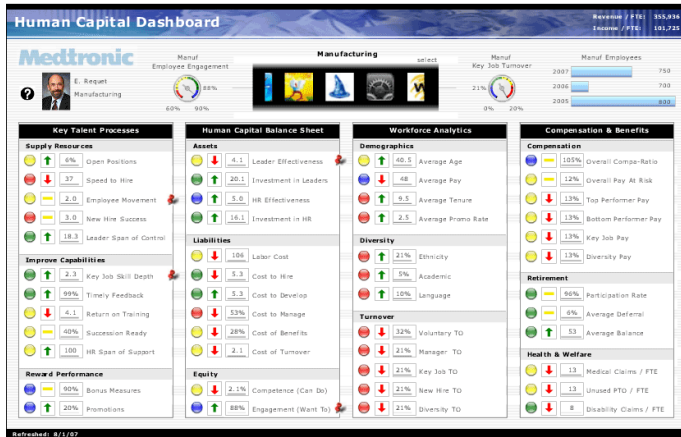 Human Capital Dashboard
Revenue / FTE: 355,936
Income / FTE: 101,725
Medtronic
E. Requet
Manufacturing
Manuf
Employee Engagement
88%
60% 90%
Manufacturing
select
Manuf
Key Job Turnover
21%
0% 20%
Manuf Employees
2007 750
2006 700
2005 800
Key Talent Processes
Supply Resources
6% Open Positions
37 Speed to Hire
2.0 Employee Movement
3.0 New Hire Success
18.3 Leader Span of Control
Improve Capabilities
2.3 Key Job Skill Depth
99% Timely Feedback
4.1 Return on Training
40% Succession Ready
100 HR Span of Support
Reward Performance
90% Bonus Measures
20% Promotions
Human Capital Balance Sheet
Assets
4.1 Leader Effectiveness
20.1 Investment in Leaders
5.0 HR Effectiveness
16.1 Investment in HR
Liabilities
106 Labor Cost
5.3 Cost to Hire
5.3 Cost to Develop
53% Cost to Manage
28% Cost of Benefits
2.1 Cost of Turnover
Equity
2.1% Competence (Can Do)
88% Engagement (Want To)
Workforce Analytics
Demographics
40.5 Average Age
48 Average Pay
9.5 Average Tenure
2.5 Average Promo Rate
Diversity
21% Ethnicity
5% Academic
10% Language
Turnover
32% Voluntary TO
21% Manager TO
21% Key Job TO
21% New Hire TO
21% Diversity TO
Compensation & Benefits
Compensation
105% Overall Compa-Ratio
12% Overall Pay At Risk
13% Top Performer Pay
13% Bottom Performer Pay
13% Key Job Pay
13% Diversity Pay
Retirement
96% Participation Rate
6% Average Deferral
53 Average Balance
Health & Welfare
13 Medical Claims / FTE
13 Unused PTO / FTE
8 Disability Claims / FTE
Refreshed: 8/1/07